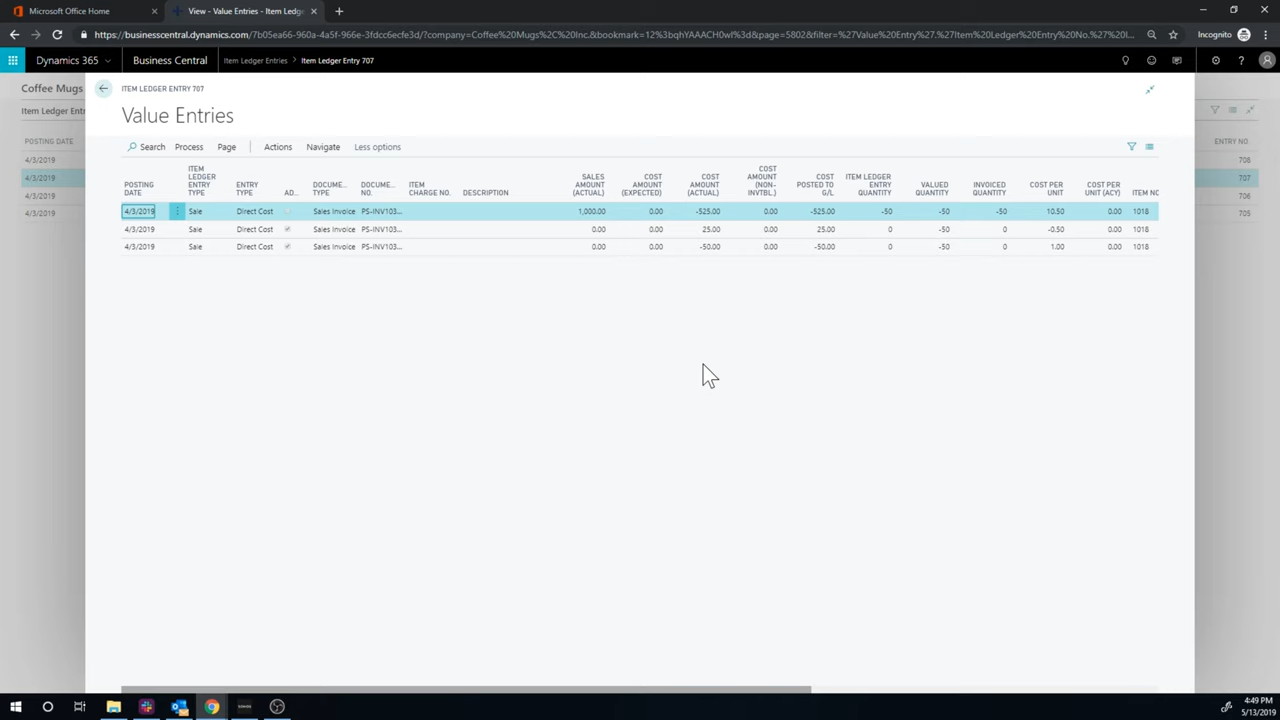 Microsoft Office Home
View - Value Entries - Item Ledg
https://businesscentral.dynamics.com/7b05ea66-960a-4a5f-966e-3fdcc6ecfe3d/?company=Coffee%20Mugs%2C%20Inc.&bookmark=12%3bqhYAAACH0wI%3d&page=5802&filter=%27Value%20Entry%27.%27Item%20Ledger%20Entry%20No.%27%20I...
Incognito
Dynamics 365
Business Central
Item Ledger Entries
Item Ledger Entry 707
Coffee Mugs
Item Ledger Entr
POSTING DATE
4/3/2019
4/3/2019
4/3/2019
4/3/2019
ENTRY NO.
708
707
706
705
ITEM LEDGER ENTRY 707
Value Entries
Search Process Page Actions Navigate Less options
POSTING DATE ITEM LEDGER ENTRY TYPE ENTRY TYPE AD... DOCUME... TYPE DOCUME... NO. ITEM CHARGE NO. DESCRIPTION SALES AMOUNT (ACTUAL) COST AMOUNT (EXPECTED) COST AMOUNT (ACTUAL) COST AMOUNT (NON-INVTBL.) COST POSTED TO G/L ITEM LEDGER ENTRY QUANTITY VALUED QUANTITY INVOICED QUANTITY COST PER UNIT COST PER UNIT (ACY) ITEM NO
4/3/2019 Sale Direct Cost Sales Invoice PS-INV103... 1,000.00 0.00 -525.00 0.00 -525.00 -50 -50 -50 10.50 0.00 1018
4/3/2019 Sale Direct Cost Sales Invoice PS-INV103... 0.00 0.00 25.00 0.00 25.00 0 -50 0 -0.50 0.00 1018
4/3/2019 Sale Direct Cost Sales Invoice PS-INV103... 0.00 0.00 -50.00 0.00 -50.00 0 -50 0 1.00 0.00 1018
4:49 PM
5/13/2019